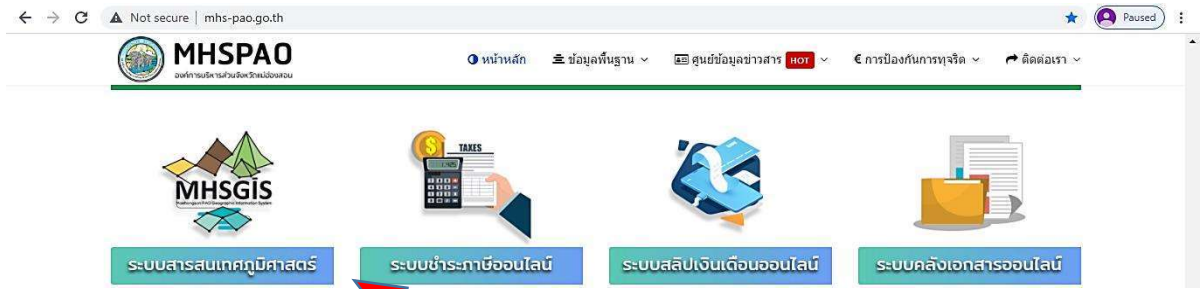 Not secure | mhs-pao.go.th
Paused
MHSPAO
องค์การบริหารส่วนจังหวัดแม่ฮ่องสอน
หน้าหลัก
ข้อมูลพื้นฐาน
ศูนย์ข้อมูลข่าวสาร HOT
€ การป้องกันการทุจริต
ติดต่อเรา
MHSGIS
TAXES
ระบบสารสนเทศภูมิศาสตร์
ระบบชำระภาษีออนไลน์
ระบบสลิปเงินเดือนออนไลน์
ระบบคลังเอกสารออนไลน์